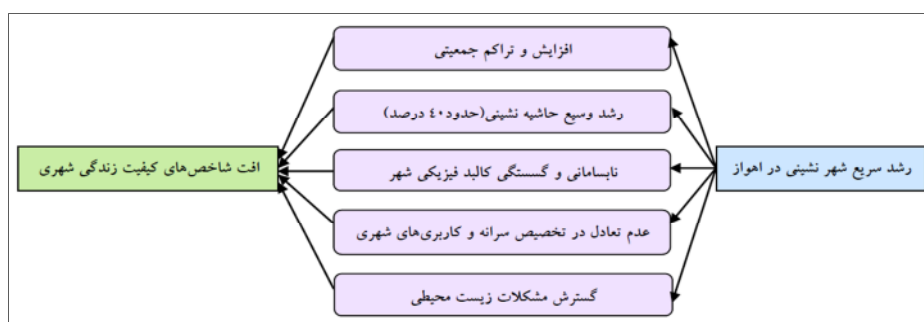 رشد سریع شهر نشینی در اهواز
افزایش و تراکم جمعیتی
رشد وسیع حاشیه نشینی(حدود٤٠ درصد)
نابسامانی و گسستگی کالبد فیزیکی شهر
عدم تعادل در تخصیص سرانه و کاربری‌های شهری
گسترش مشکلات زیست محیطی
افت شاخص‌های کیفیت زندگی شهری